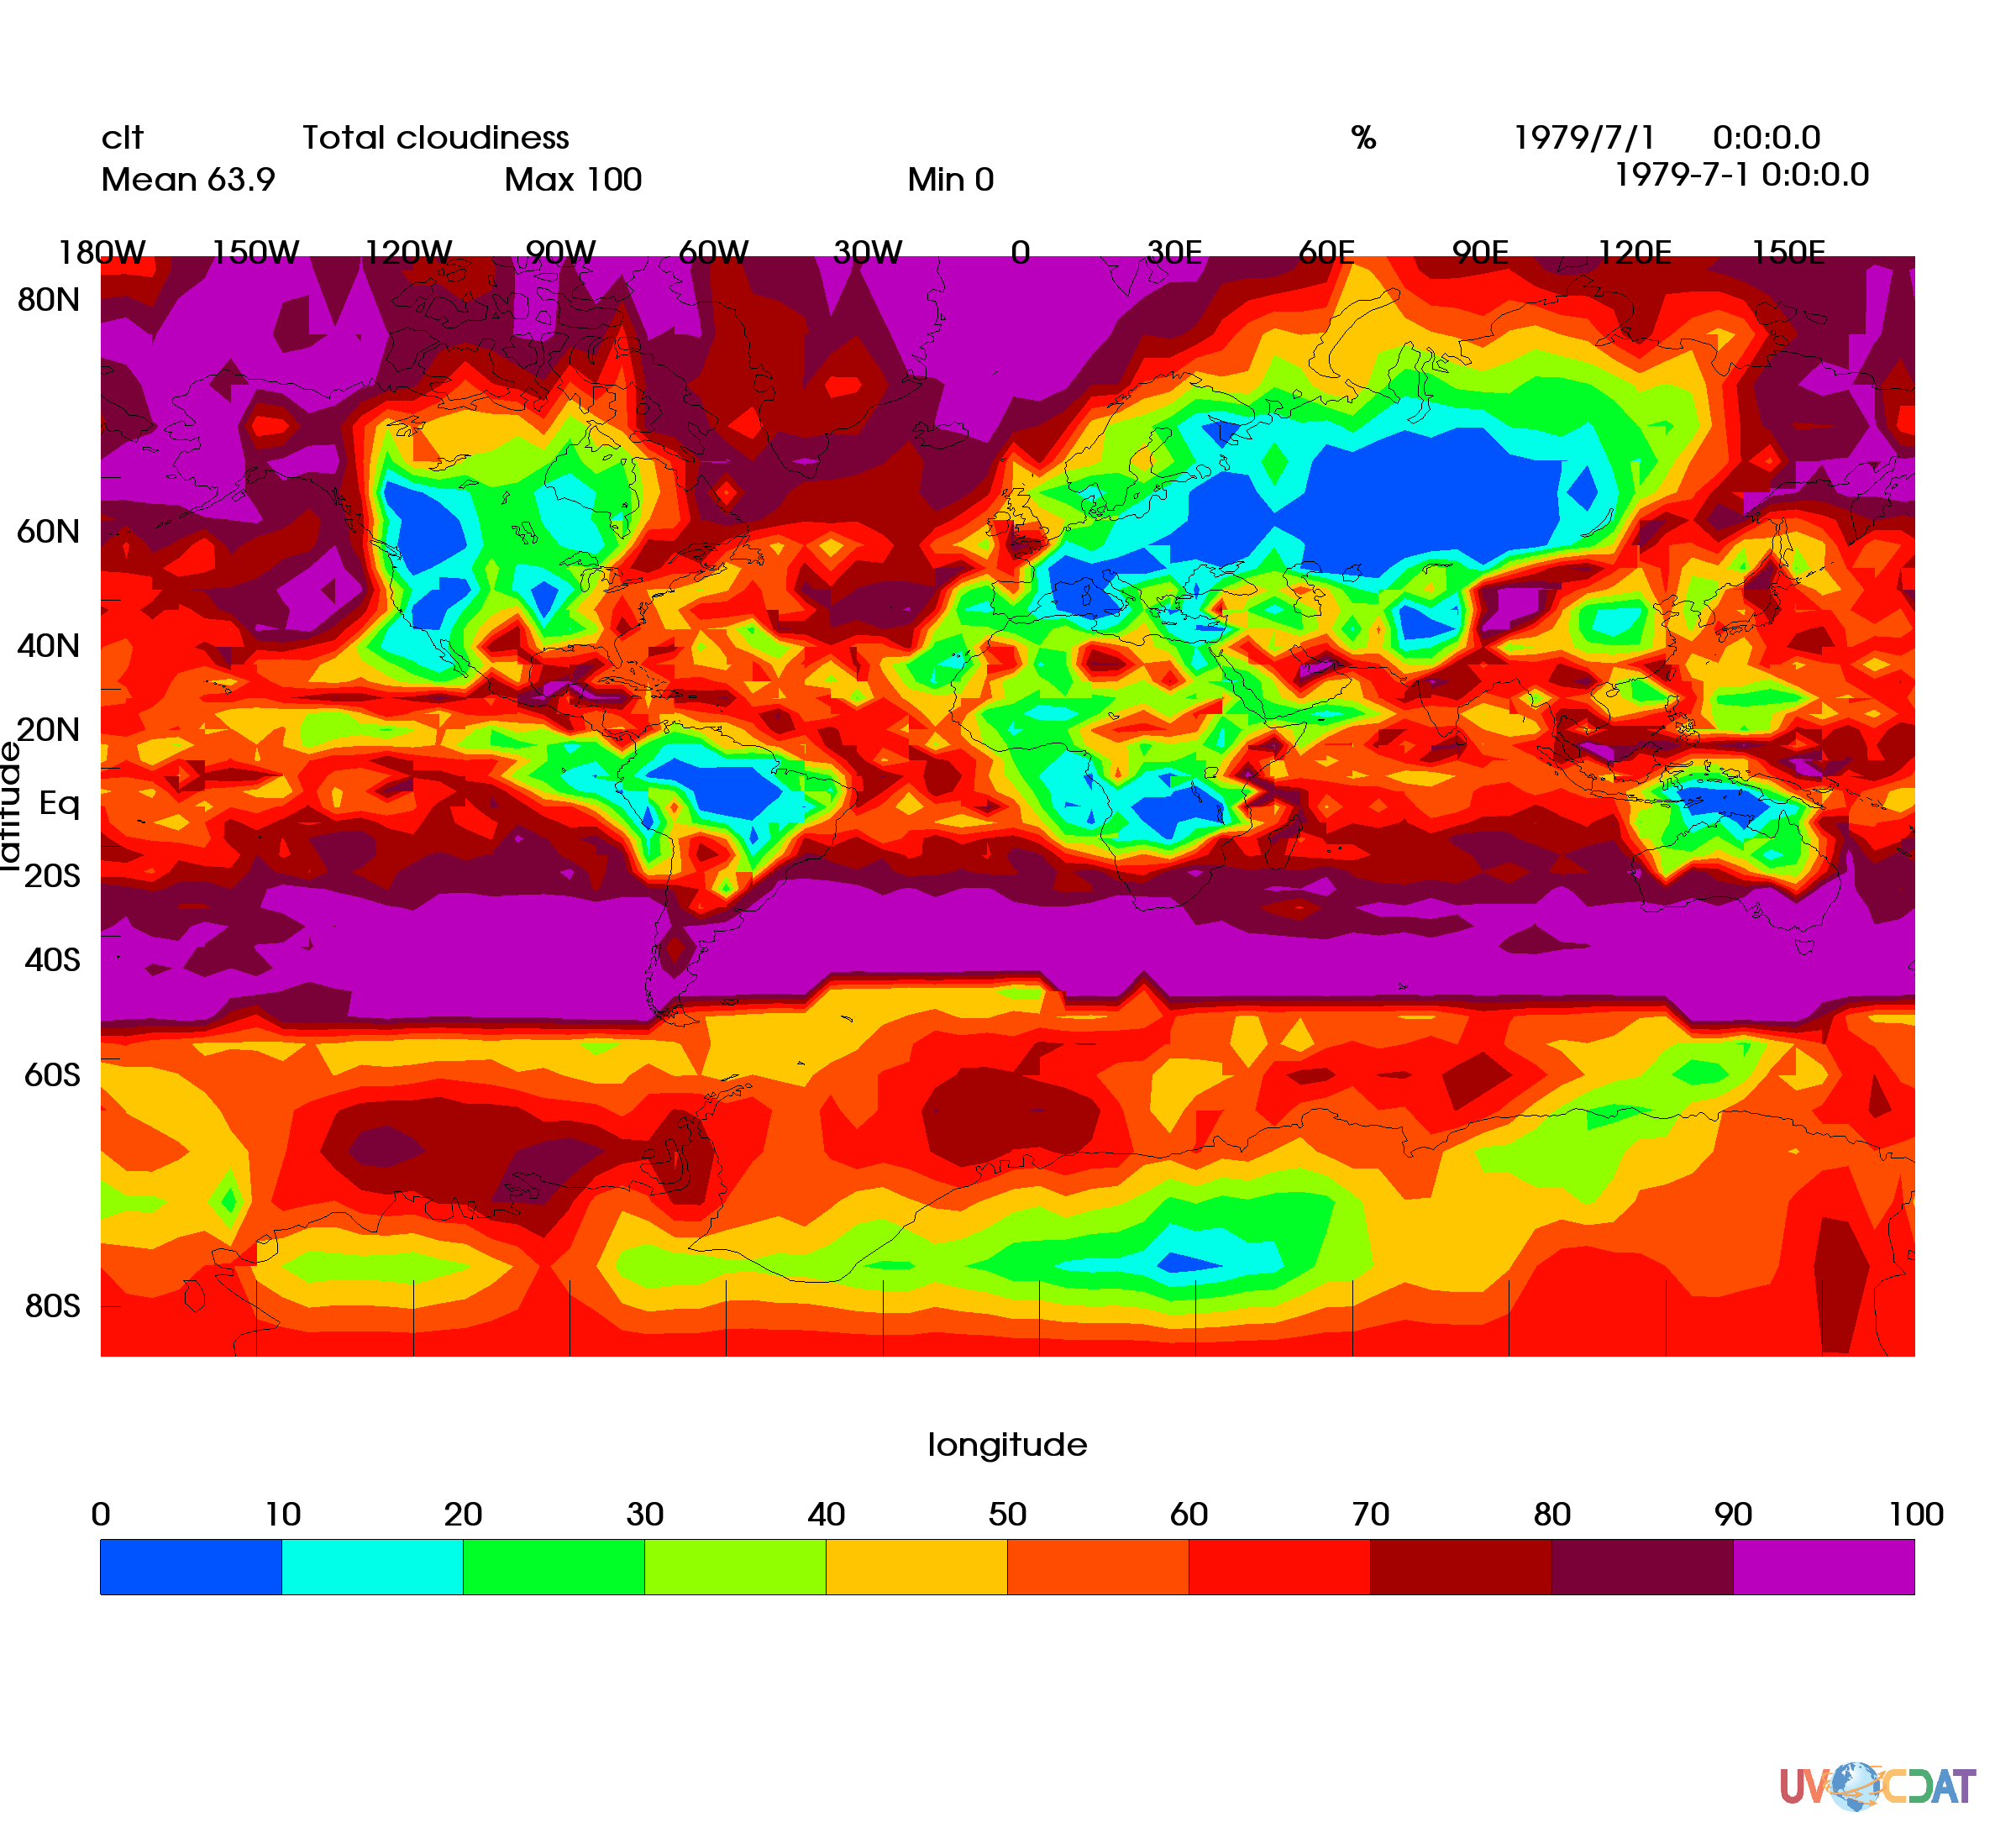 clt Total cloudiness % 1979/7/1 0:0:0.0
Mean 63.9 Max 100 Min 0 1979-7-1 0:0:0.0
180W 150W 120W 90W 60W 30W 0 30E 60E 90E 120E 150E
80N
60N
40N
20N
latitude
Eq
20S
40S
60S
80S
longitude
0 10 20 30 40 50 60 70 80 90 100
UV CDAT